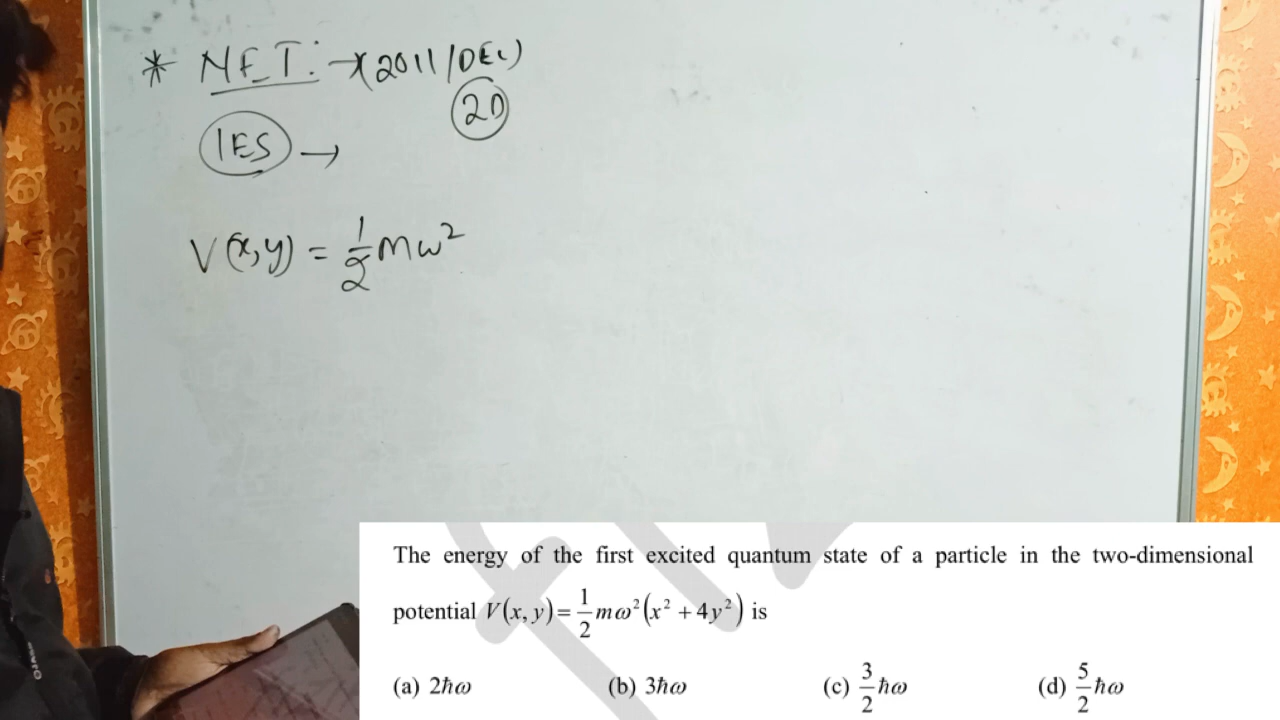 * NET: → (2011/DEC)
2D
IES →
V(x,y) = 1/2 mω²
The energy of the first excited quantum state of a particle in the two-dimensional
potential V(x,y) = 1/2 mω²(x² + 4y²) is
(a) 2ħω (b) 3ħω (c) 3/2 ħω (d) 5/2 ħω